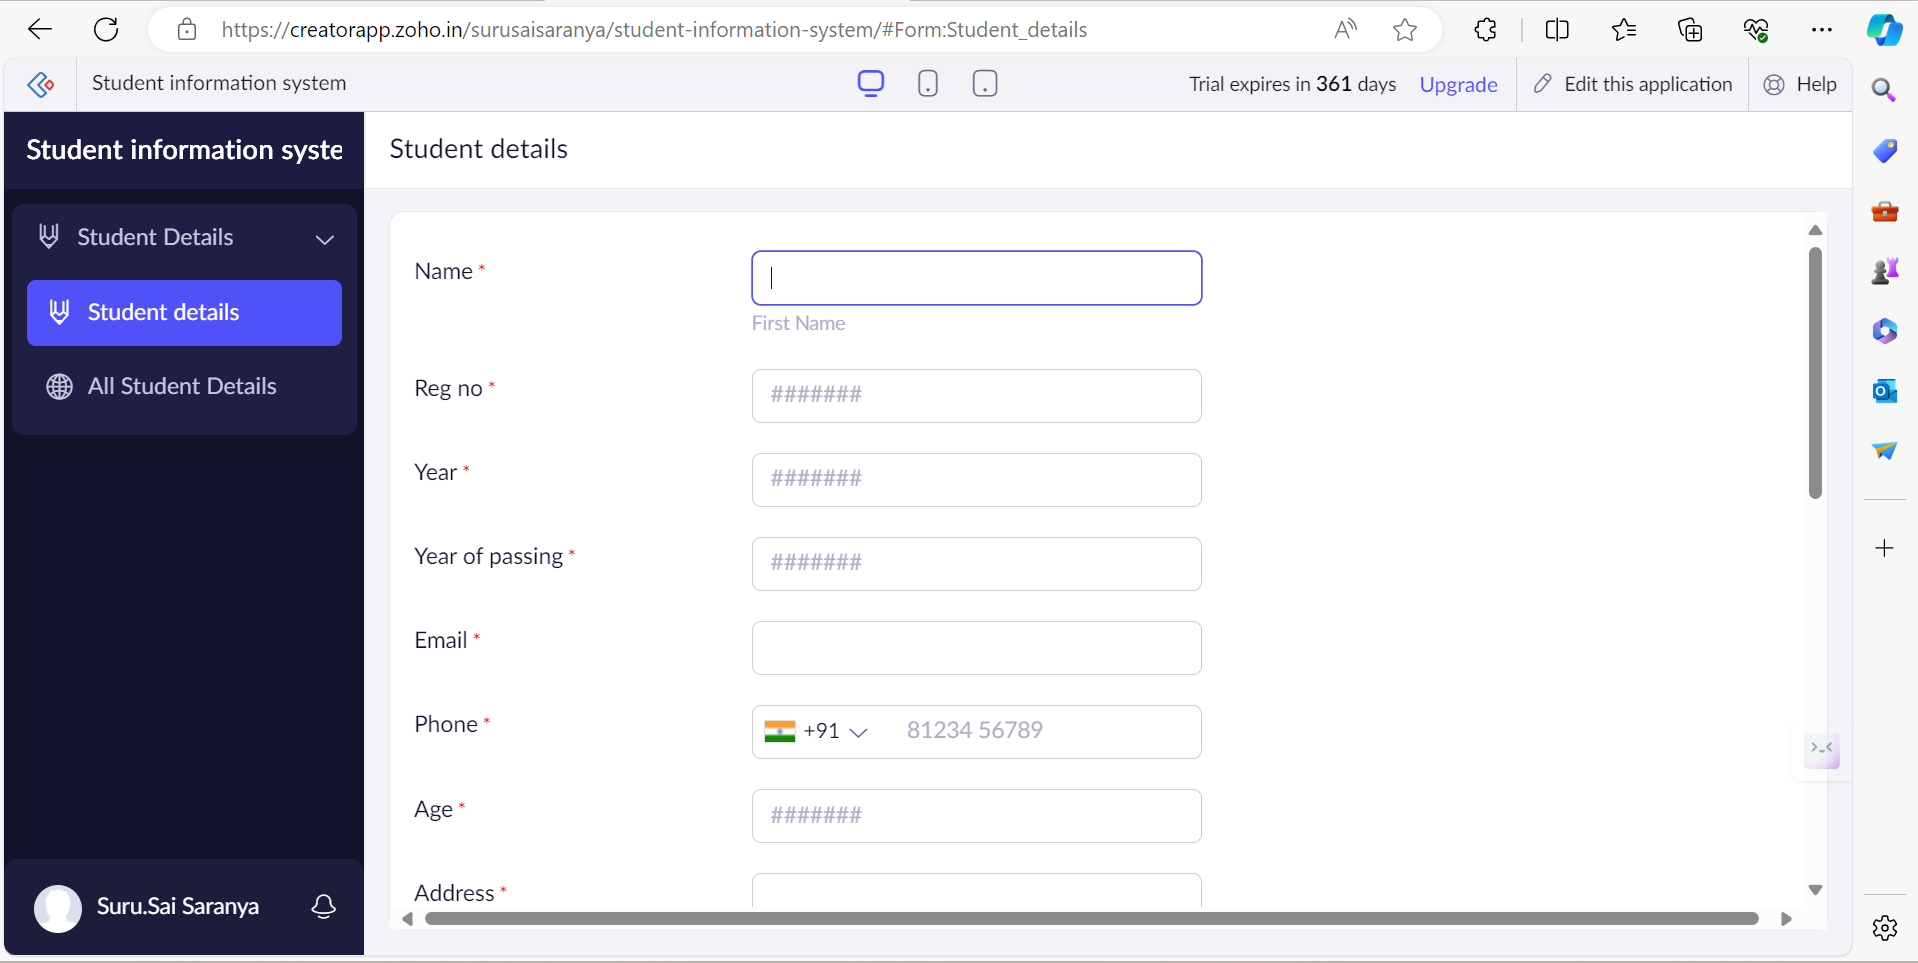 https://creatorapp.zoho.in/surusaisaranya/student-information-system/#Form:Student_details
Student information system
Trial expires in 361 days
Upgrade
Edit this application
Help
Student information syste
Student details
Student Details
Student details
All Student Details
Name *
First Name
Reg no *
#######
Year *
#######
Year of passing *
#######
Email *
Phone *
+91
81234 56789
Age *
#######
Address *
Suru.Sai Saranya